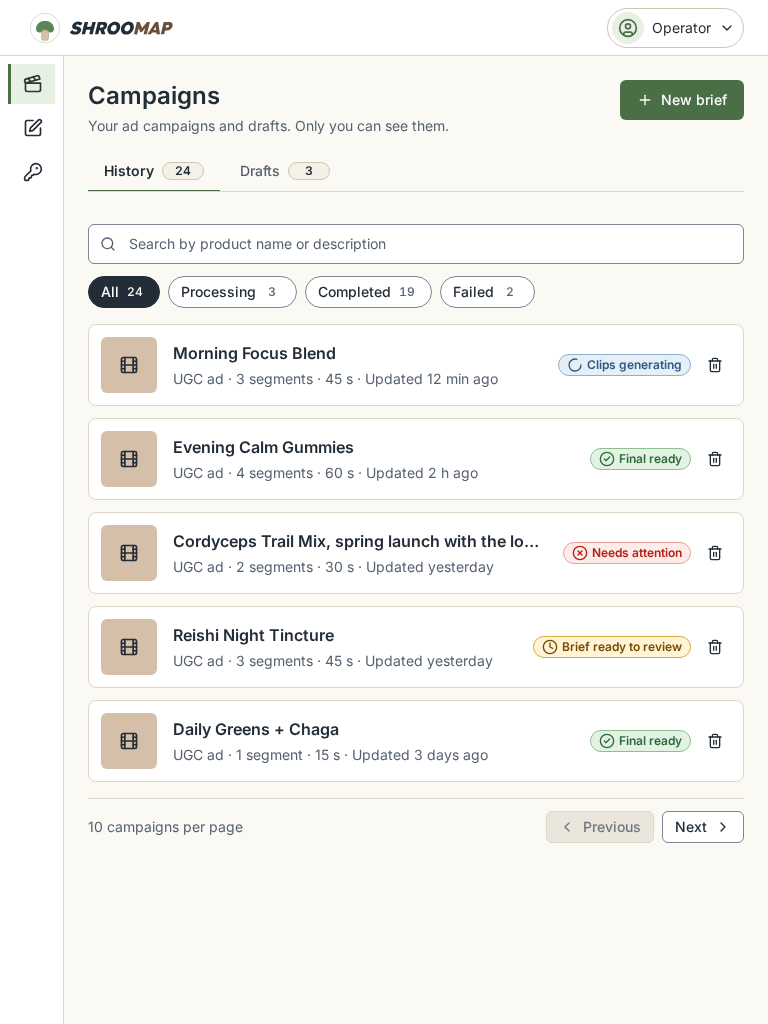 SHROOMAP
Operator
Campaigns
Your ad campaigns and drafts. Only you can see them.
New brief
History 24
Drafts 3
Search by product name or description
All 24
Processing 3
Completed 19
Failed 2
Morning Focus Blend
UGC ad · 3 segments · 45 s · Updated 12 min ago
Clips generating
Evening Calm Gummies
UGC ad · 4 segments · 60 s · Updated 2 h ago
Final ready
Cordyceps Trail Mix, spring launch with the lo...
UGC ad · 2 segments · 30 s · Updated yesterday
Needs attention
Reishi Night Tincture
UGC ad · 3 segments · 45 s · Updated yesterday
Brief ready to review
Daily Greens + Chaga
UGC ad · 1 segment · 15 s · Updated 3 days ago
Final ready
10 campaigns per page
Previous
Next